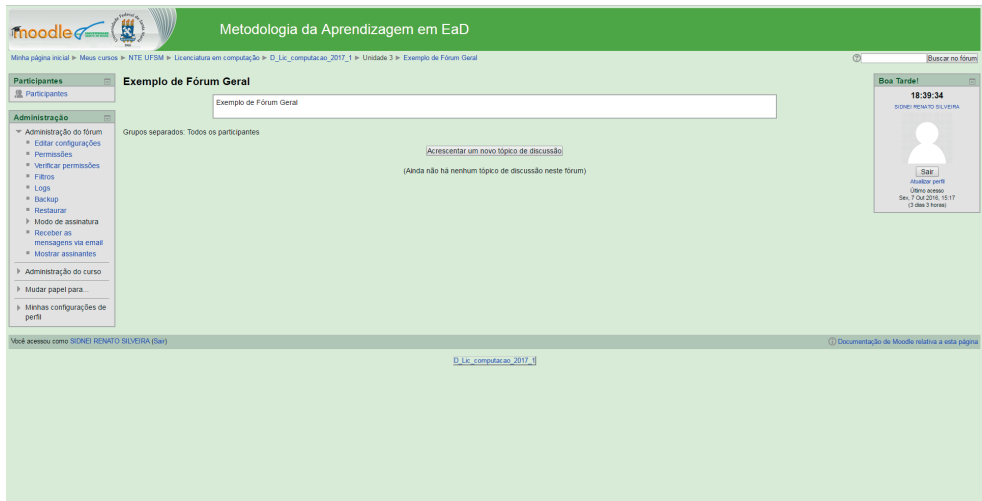 moodle
Metodologia da Aprendizagem em EaD
Minha página inicial ► Meus cursos ► NTE UFSM ► Licenciatura em computação ► D_Lic_computacao_2017_1 ► Unidade 3 ► Exemplo de Fórum Geral
Buscar no fórum
Participantes
Participantes
Administração
Administração do fórum
Editar configurações
Permissões
Verificar permissões
Filtros
Logs
Backup
Restaurar
Modo de assinatura
Receber as
mensagens via email
Mostrar assinantes
Administração do curso
Mudar papel para...
Minhas configurações de
perfil
Exemplo de Fórum Geral
Exemplo de Fórum Geral
Grupos separados: Todos os participantes
Acrescentar um novo tópico de discussão
(Ainda não há nenhum tópico de discussão neste fórum)
Boa Tarde!
18:39:34
SIDNEI RENATO SILVEIRA
Sair
Atualizar perfil
Último acesso
Sex, 7 Out 2016, 15:17
(3 dias 3 horas)
Você acessou como SIDNEI RENATO SILVEIRA (Sair)
Documentação de Moodle relativa a esta página
D_Lic_computacao_2017_1